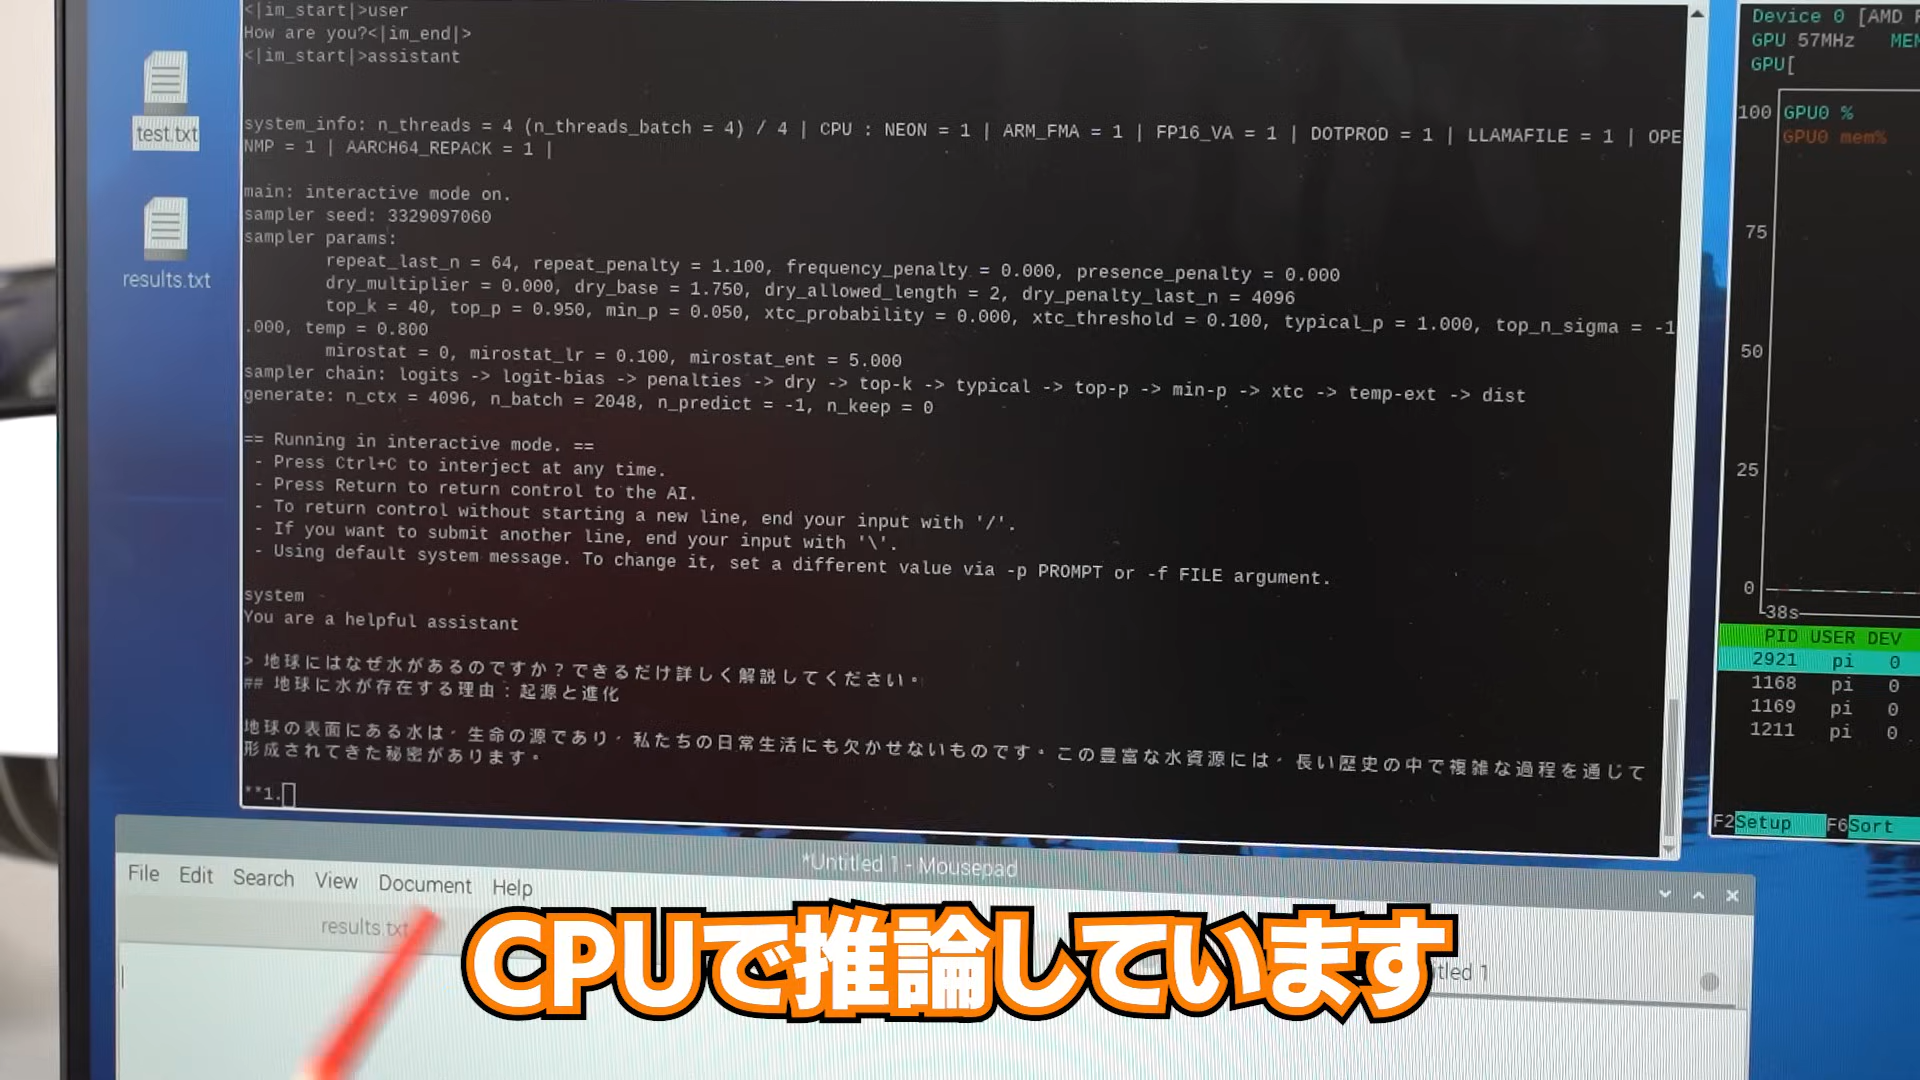 <|im_start|>user
How are you?<|im_end|>
<|im_start|>assistant
system_info: n_threads = 4 (n_threads_batch = 4) / 4 | CPU : NEON = 1 | ARM_FMA = 1 | FP16_VA = 1 | DOTPROD = 1 | LLAMAFILE = 1 | OPE
NMP = 1 | AARCH64_REPACK = 1 |
main: interactive mode on.
sampler seed: 3329097060
sampler params:
repeat_last_n = 64, repeat_penalty = 1.100, frequency_penalty = 0.000, presence_penalty = 0.000
dry_multiplier = 0.000, dry_base = 1.750, dry_allowed_length = 2, dry_penalty_last_n = 4096
top_k = 40, top_p = 0.950, min_p = 0.050, xtc_probability = 0.000, xtc_threshold = 0.100, typical_p = 1.000, top_n_sigma = -1
.000, temp = 0.800
mirostat = 0, mirostat_lr = 0.100, mirostat_ent = 5.000
sampler chain: logits -> logit-bias -> penalties -> dry -> top-k -> typical -> top-p -> min-p -> xtc -> temp-ext -> dist
generate: n_ctx = 4096, n_batch = 2048, n_predict = -1, n_keep = 0
== Running in interactive mode. ==
- Press Ctrl+C to interject at any time.
- Press Return to return control to the AI.
- To return control without starting a new line, end your input with '/'.
- If you want to submit another line, end your input with '\'.
- Using default system message. To change it, set a different value via -p PROMPT or -f FILE argument.
system
You are a helpful assistant
> 地球にはなぜ水があるのですか?できるだけ詳しく解説してください。
## 地球に水が存在する理由：起源と進化
地球の表面にある水は、生命の源であり、私たちの日常生活にも欠かせないものです。この豊富な水資源には、長い歴史の中で複雑な過程を通じて
形成されてきた秘密があります。
**1.
test.txt
results.txt
Device 0 [AMD
GPU 57MHz ME
GPU[
100
GPU0 %
GPU0 mem%
75
50
25
0
38s
PID USER DEV
2921 pi 0
1168 pi 0
1169 pi 0
1211 pi 0
F2Setup F6Sort
*Untitled 1 - Mousepad
File Edit Search View Document Help
results.txt
tled 1
CPUで推論しています